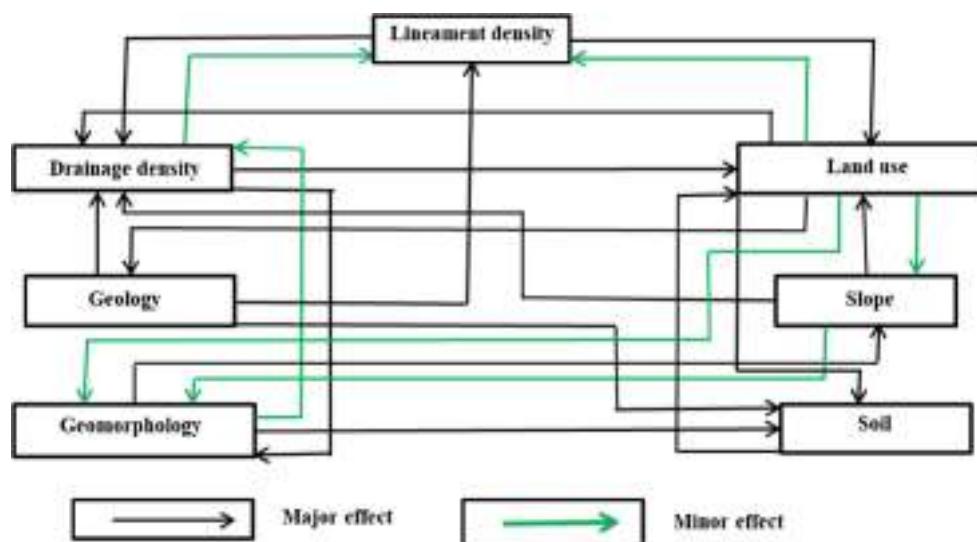 Lineament density
Drainage density
Land use
Geology
Slope
Geomorphology
Soil
Major effect
Minor effect